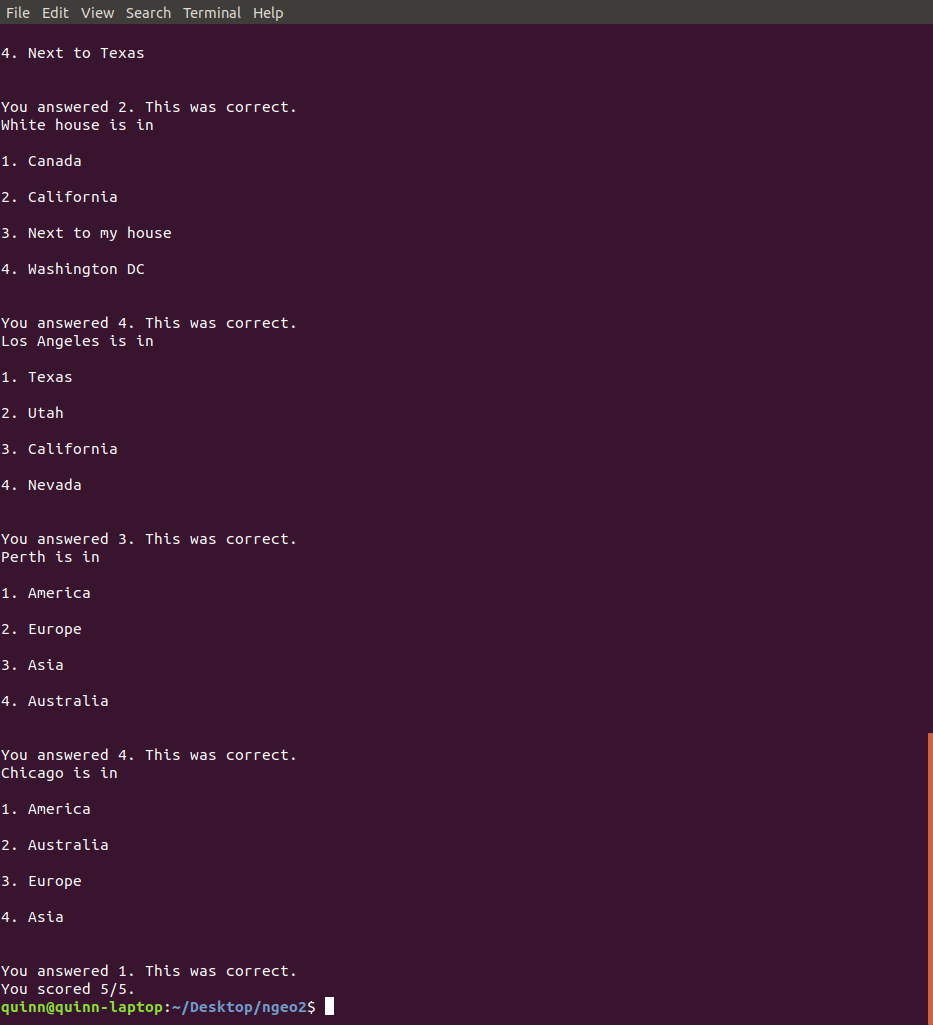 File Edit View Search Terminal Help
4. Next to Texas
You answered 2. This was correct.
White house is in
1. Canada
2. California
3. Next to my house
4. Washington DC
You answered 4. This was correct.
Los Angeles is in
1. Texas
2. Utah
3. California
4. Nevada
You answered 3. This was correct.
Perth is in
1. America
2. Europe
3. Asia
4. Australia
You answered 4. This was correct.
Chicago is in
1. America
2. Australia
3. Europe
4. Asia
You answered 1. This was correct.
You scored 5/5.
quinn@quinn-laptop:~/Desktop/ngeo2$